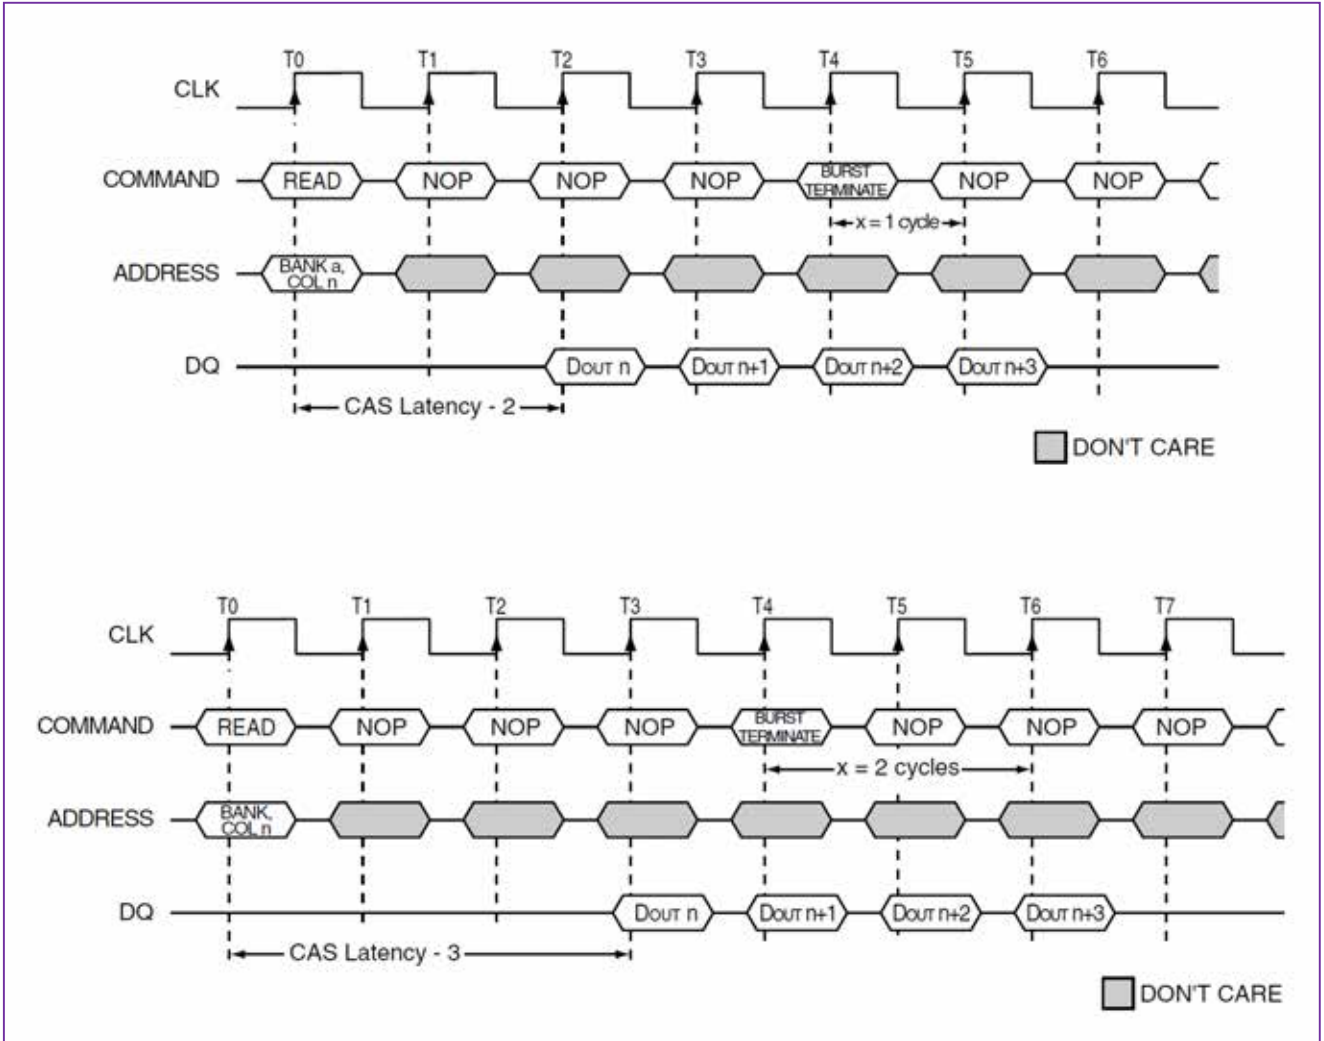 T0 T1 T2 T3 T4 T5 T6
CLK
COMMAND READ NOP NOP NOP BURST TERMINATE NOP NOP
x = 1 cycle
ADDRESS BANK a, COL n
DQ DOUT n DOUT n+1 DOUT n+2 DOUT n+3
CAS Latency - 2
DON'T CARE
T0 T1 T2 T3 T4 T5 T6 T7
CLK
COMMAND READ NOP NOP NOP BURST TERMINATE NOP NOP NOP
x = 2 cycles
ADDRESS BANK, COL n
DQ DOUT n DOUT n+1 DOUT n+2 DOUT n+3
CAS Latency - 3
DON'T CARE